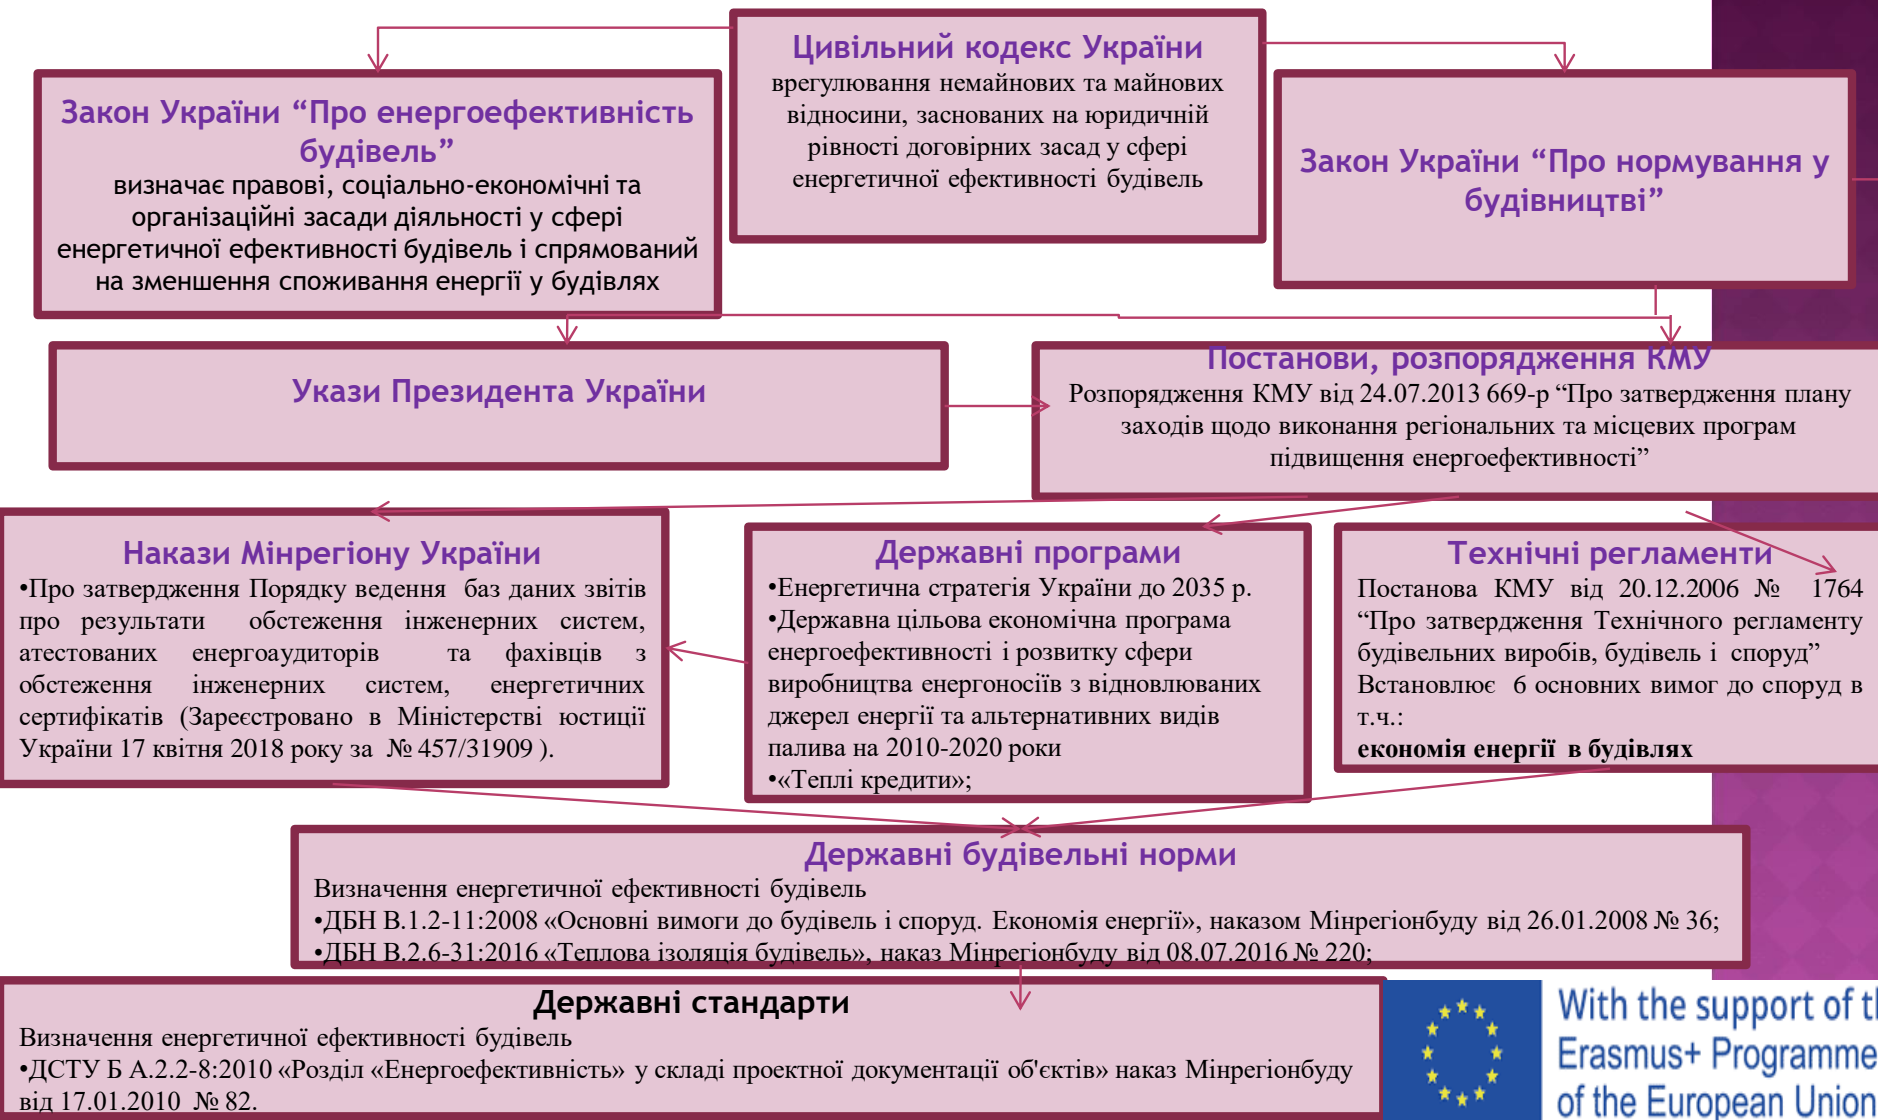 Цивільний кодекс України
врегулювання немайнових та майнових
відносини, заснованих на юридичній
рівності договірних засад у сфері
енергетичної ефективності будівель
Закон України “Про енергоефективність
будівель”
визначає правові, соціально-економічні та
організаційні засади діяльності у сфері
енергетичної ефективності будівель і спрямований
на зменшення споживання енергії у будівлях
Закон України “Про нормування у
будівництві”
Укази Президента України
Постанови, розпорядження КМУ
Розпорядження КМУ від 24.07.2013 669-р “Про затвердження плану
заходів щодо виконання регіональних та місцевих програм
підвищення енергоефективності”
Накази Мінрегіону України
•Про затвердження Порядку ведення баз даних звітів
про результати обстеження інженерних систем,
атестованих енергоаудиторів та фахівців з
обстеження інженерних систем, енергетичних
сертифікатів (Зареєстровано в Міністерстві юстиції
України 17 квітня 2018 року за № 457/31909 ).
Державні програми
•Енергетична стратегія України до 2035 р.
•Державна цільова економічна програма
енергоефективності і розвитку сфери
виробництва енергоносіїв з відновлюваних
джерел енергії та альтернативних видів
палива на 2010-2020 роки
•«Теплі кредити»;
Технічні регламенти
Постанова КМУ від 20.12.2006 № 1764
“Про затвердження Технічного регламенту
будівельних виробів, будівель і споруд”
Встановлює 6 основних вимог до споруд в
т.ч.:
економія енергії в будівлях
Державні будівельні норми
Визначення енергетичної ефективності будівель
•ДБН В.1.2-11:2008 «Основні вимоги до будівель і споруд. Економія енергії», наказом Мінрегіонбуду від 26.01.2008 № 36;
•ДБН В.2.6-31:2016 «Теплова ізоляція будівель», наказ Мінрегіонбуду від 08.07.2016 № 220;
Державні стандарти
Визначення енергетичної ефективності будівель
•ДСТУ Б А.2.2-8:2010 «Розділ «Енергоефективність» у складі проектної документації об'єктів» наказ Мінрегіонбуду
від 17.01.2010 № 82.
With the support of
Erasmus+ Programme
of the European Union